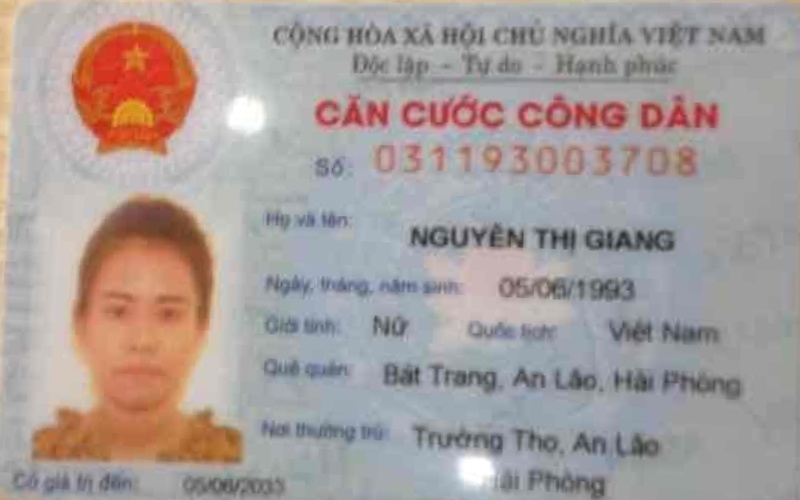 CỘNG HÒA XÃ HỘI CHỦ NGHĨA VIỆT NAM
Độc lập - Tự do - Hạnh phúc
CĂN CƯỚC CÔNG DÂN
Số: 031193003708
Họ và tên: NGUYỄN THỊ GIANG
Ngày, tháng, năm sinh: 05/06/1993
Giới tính: Nữ Quốc tịch: Việt Nam
Quê quán: Bát Trang, An Lão, Hải Phòng
Nơi thường trú: Trường Thọ, An Lão
Hải Phòng
Có giá trị đến: 05/06/2033